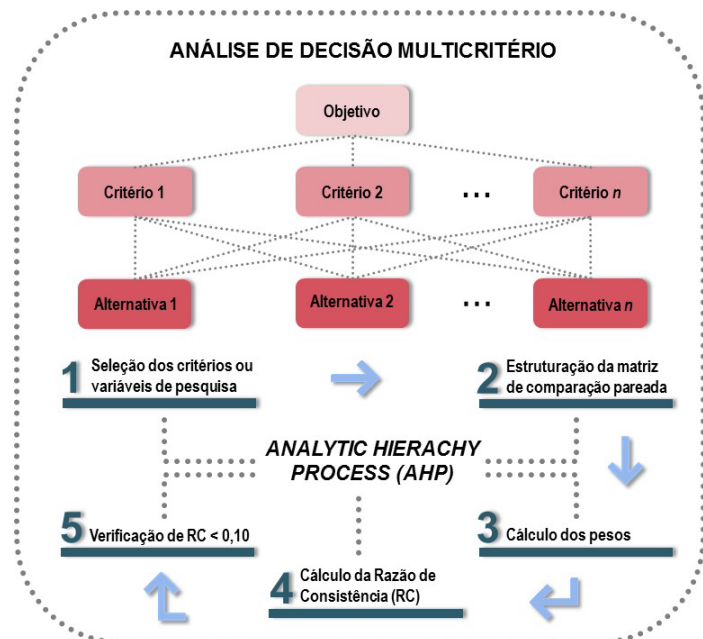 ANÁLISE DE DECISÃO MULTICRITÉRIO
Objetivo
Critério 1
Critério 2
...
Critério n
Alternativa 1
Alternativa 2
...
Alternativa n
1 Seleção dos critérios ou
variáveis de pesquisa
2 Estruturação da matriz
de comparação pareada
ANALYTIC HIERACHY
PROCESS (AHP)
3 Cálculo dos pesos
4 Cálculo da Razão de
Consistência (RC)
5 Verificação de RC < 0,10